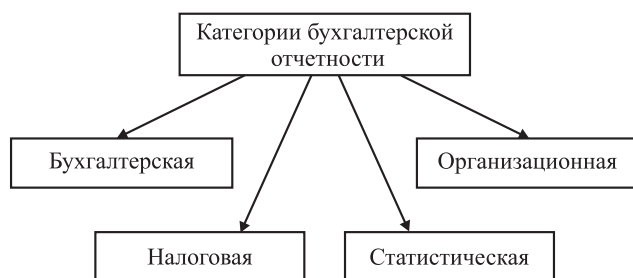 Категории бухгалтерской
отчетности
Бухгалтерская
Организационная
Налоговая
Статистическая